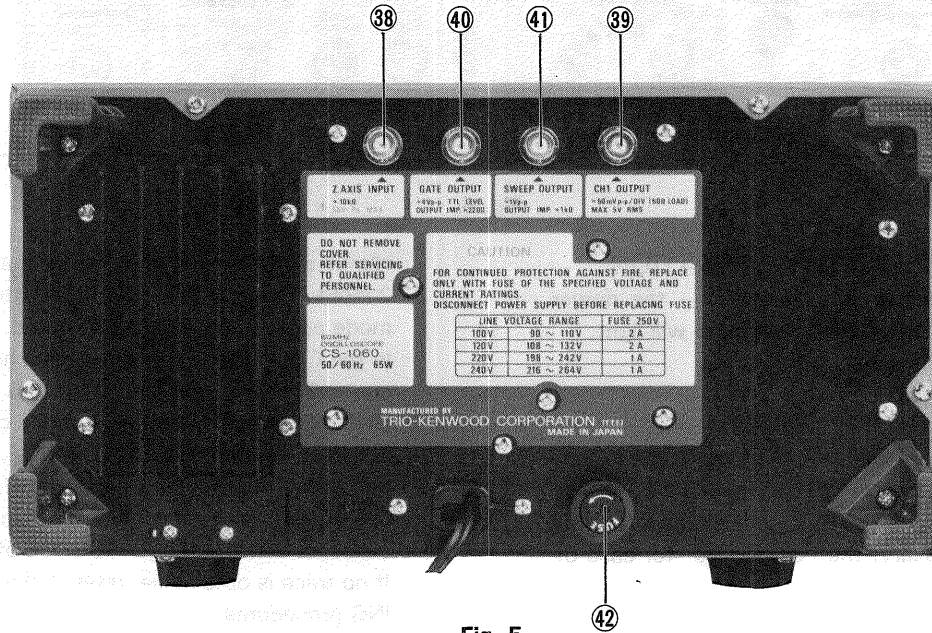 38 40 41 39
Z AXIS INPUT
≈10kΩ
GATE OUTPUT
≈4Vp-p TTL LEVEL
OUTPUT IMP ≈220Ω
SWEEP OUTPUT
≈1Vp-p
OUTPUT IMP ≈1kΩ
CH1 OUTPUT
≈50mVp-p/DIV (50Ω LOAD)
MAX 5V RMS
DO NOT REMOVE
COVER.
REFER SERVICING
TO QUALIFIED
PERSONNEL.
CAUTION
FOR CONTINUED PROTECTION AGAINST FIRE, REPLACE
ONLY WITH FUSE OF THE SPECIFIED VOLTAGE AND
CURRENT RATINGS.
DISCONNECT POWER SUPPLY BEFORE REPLACING FUSE.
LINE VOLTAGE RANGE FUSE 250V
100V 90 ~ 110V 2 A
120V 108 ~ 132V 2 A
220V 198 ~ 242V 1 A
240V 216 ~ 264V 1 A
OSCILLOSCOPE
CS-1060
50/60Hz 65W
MANUFACTURED BY
TRIO-KENWOOD CORPORATION
MADE IN JAPAN
FUSE
42
Fig. 5